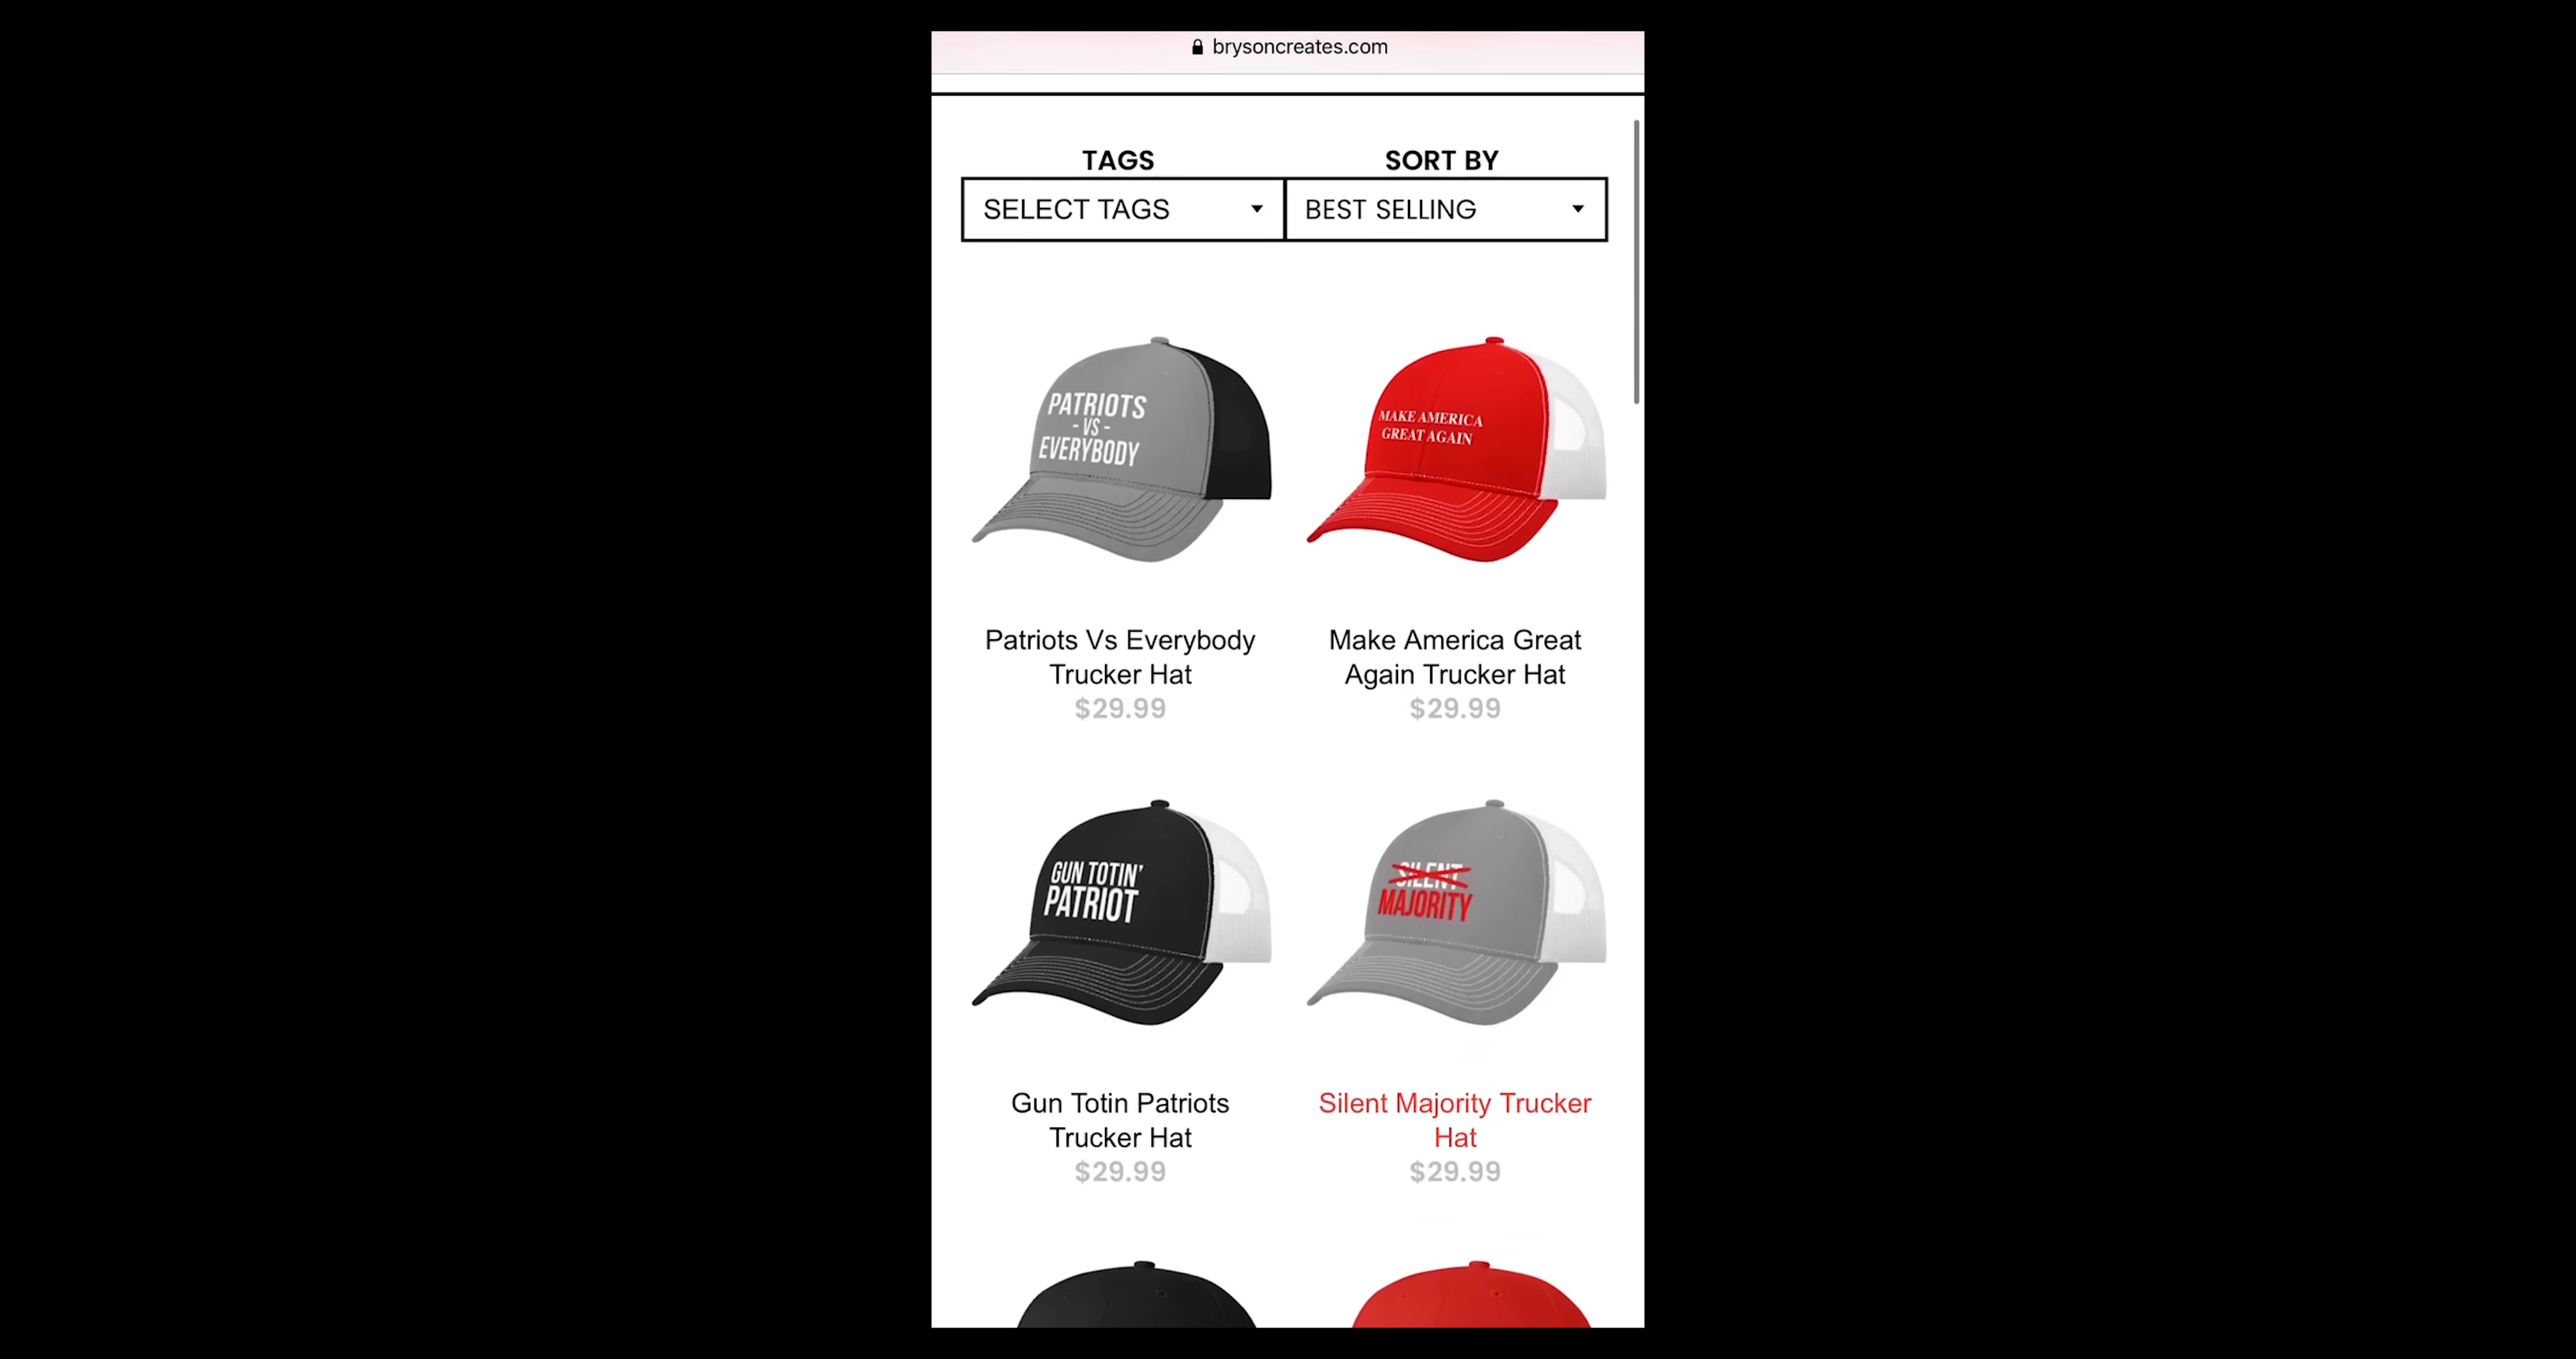 brysoncreates.com
TAGS
SORT BY
SELECT TAGS
BEST SELLING
PATRIOTS
- VS -
EVERYBODY
MAKE AMERICA
GREAT AGAIN
Patriots Vs Everybody
Trucker Hat
$29.99
Make America Great
Again Trucker Hat
$29.99
GUN TOTIN'
PATRIOT
SILENT
MAJORITY
Gun Totin Patriots
Trucker Hat
$29.99
Silent Majority Trucker
Hat
$29.99